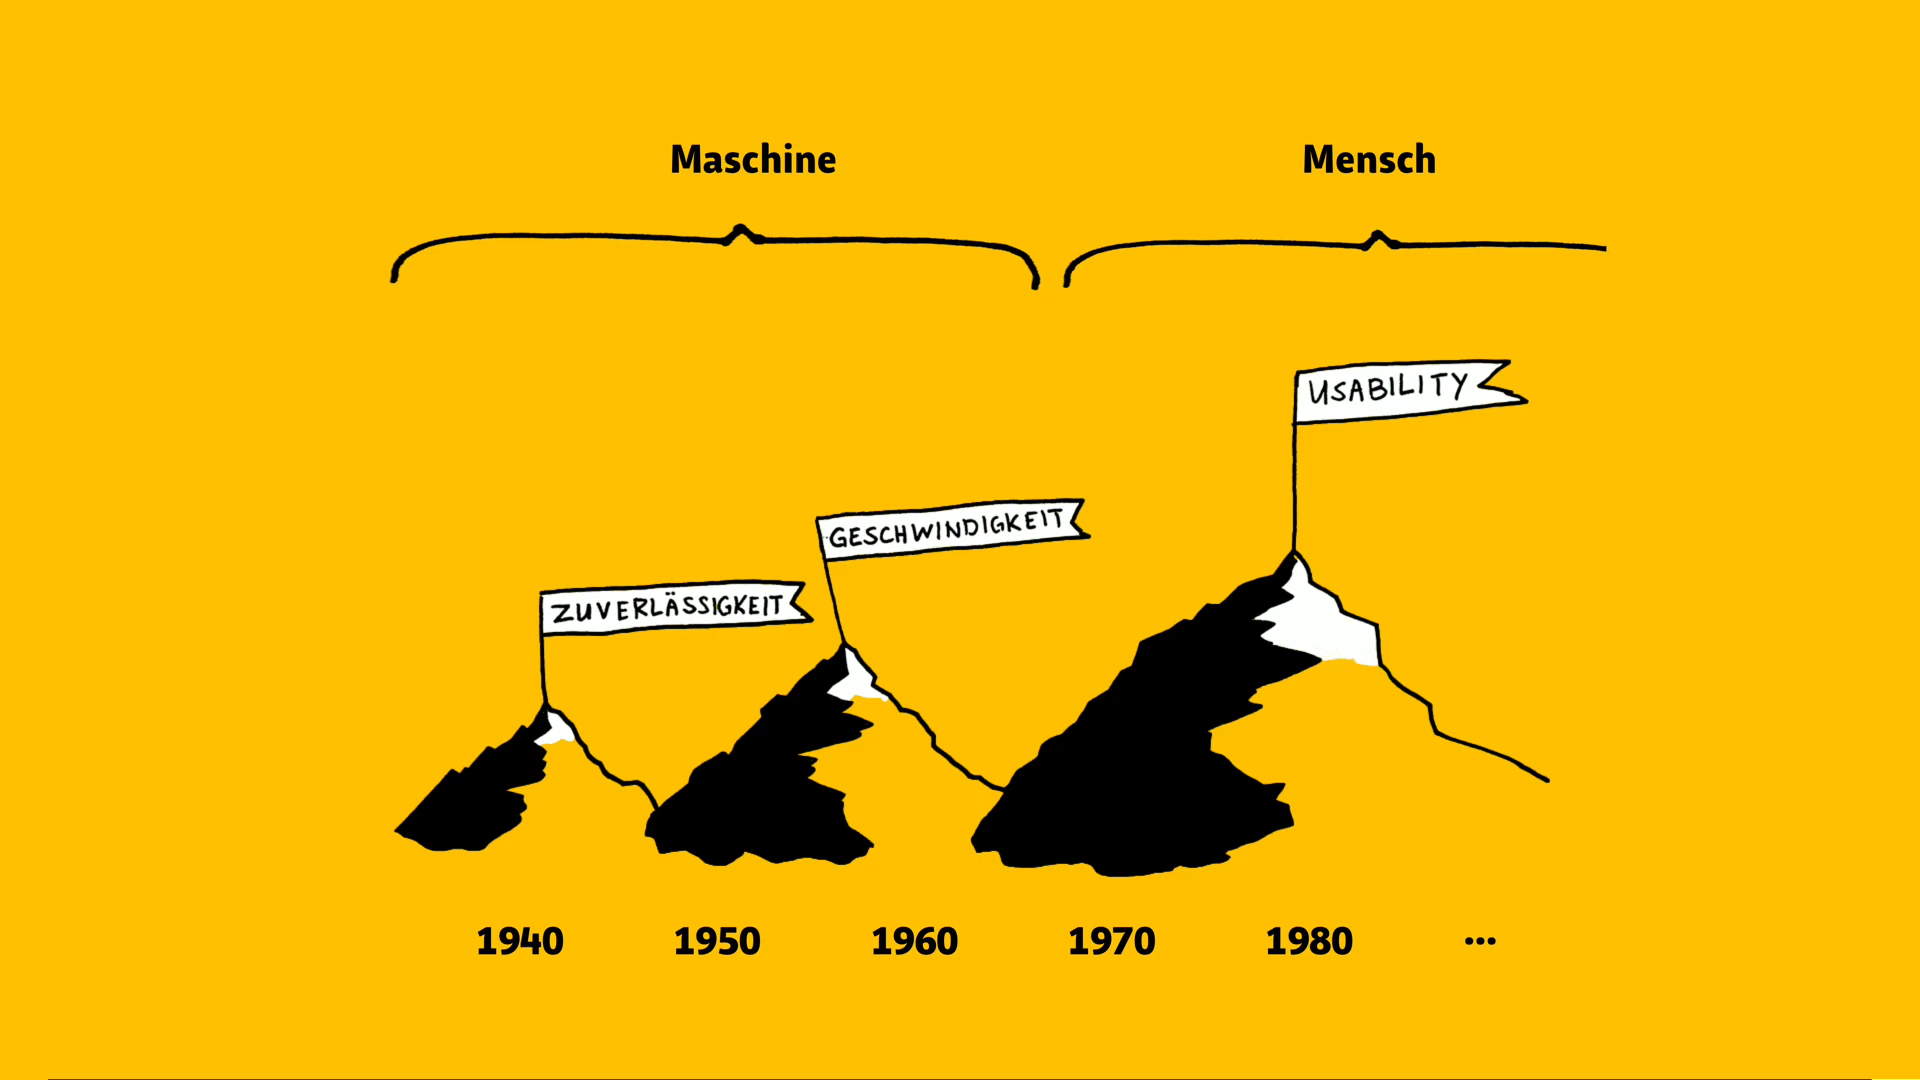 Maschine
Mensch
USABILITY
GESCHWINDIGKEIT
ZUVERLÄSSIGKEIT
1940 1950 1960 1970 1980 ...